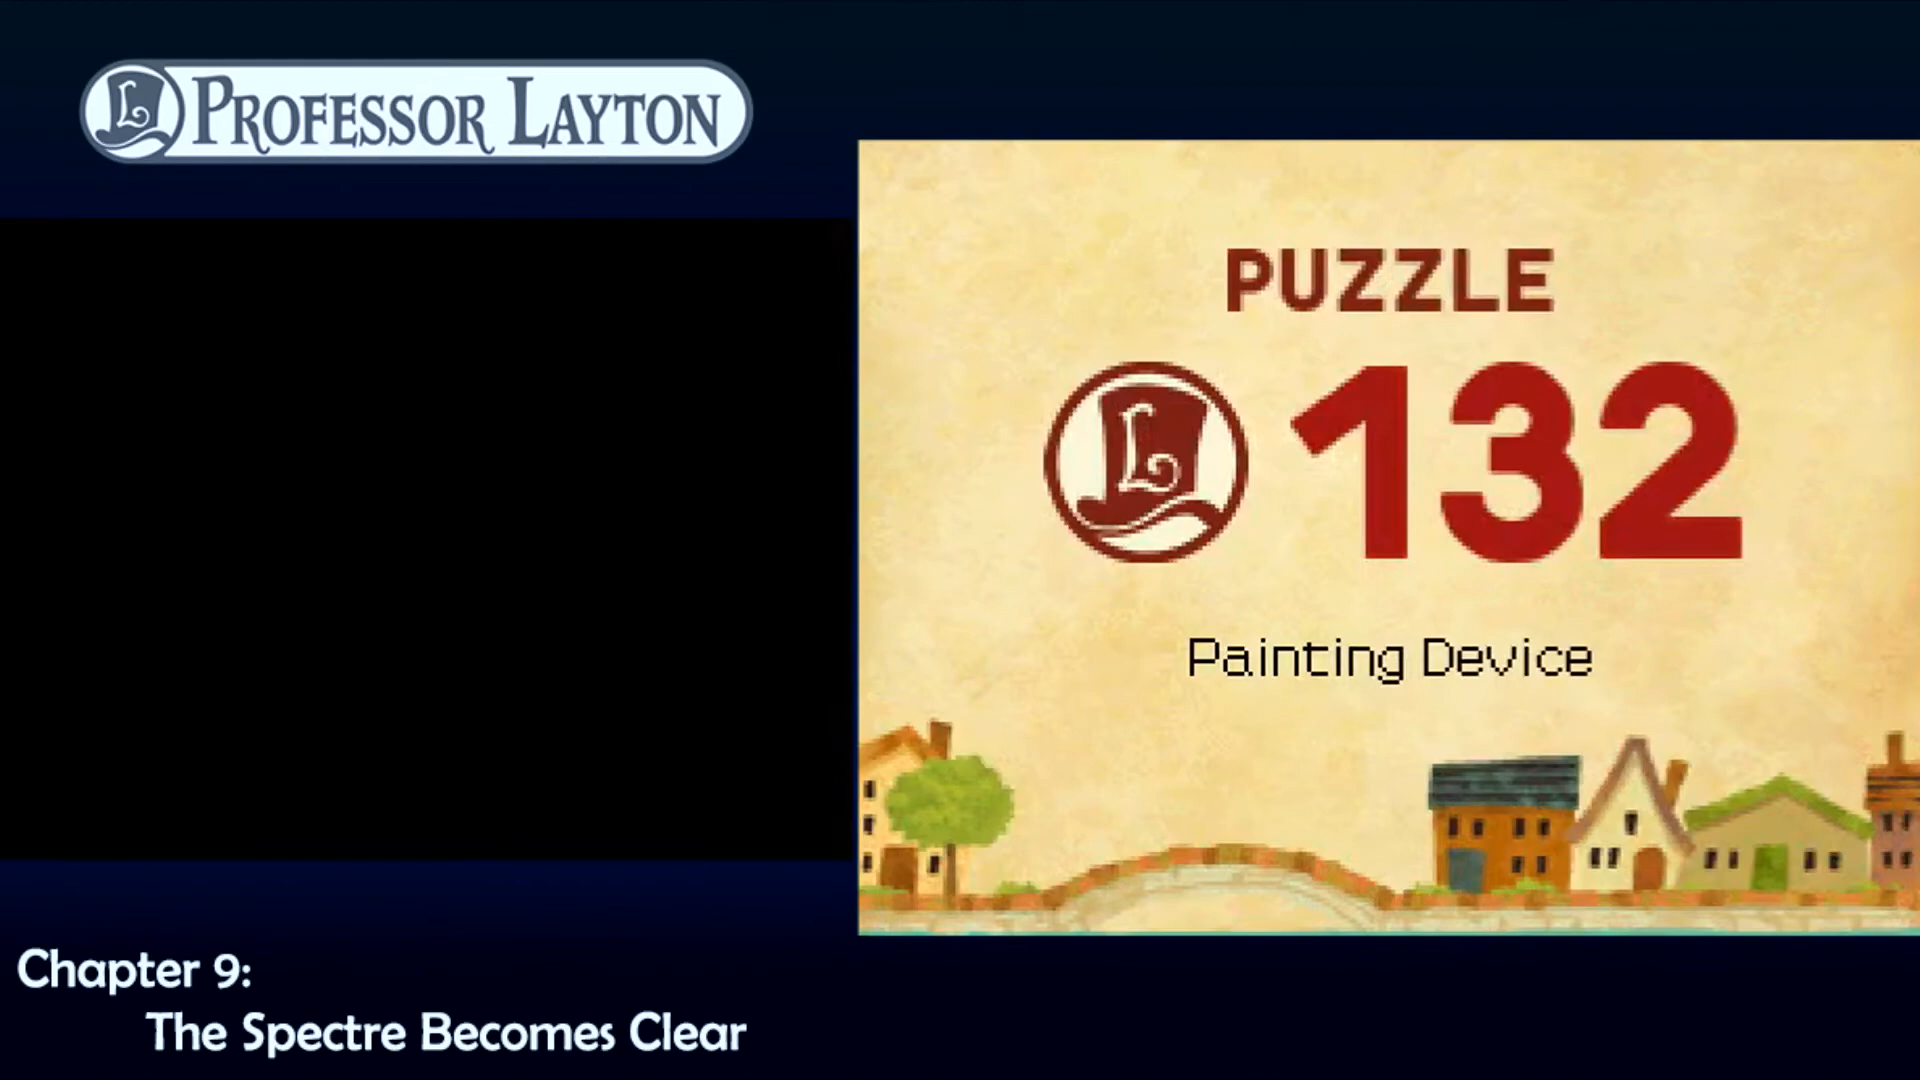 PROFESSOR LAYTON
PUZZLE
132
Painting Device
Chapter 9:
The Spectre Becomes Clear